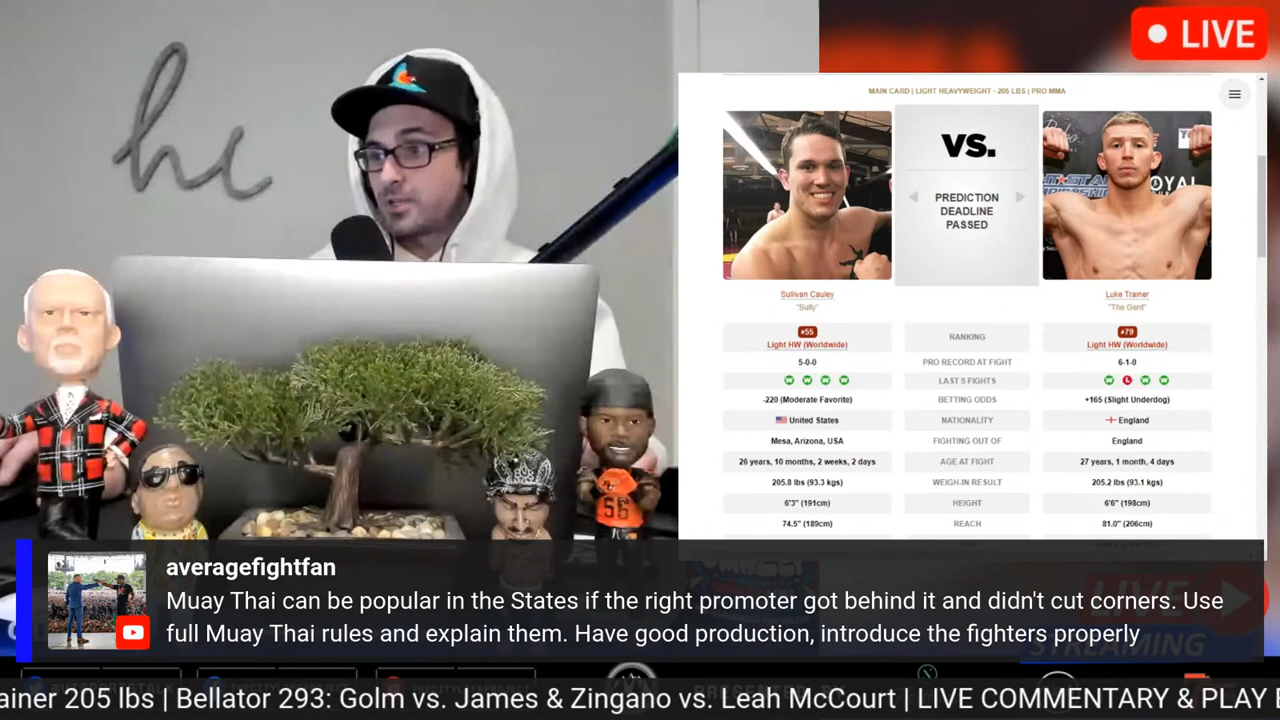 LIVE
hc
MAIN CARD | LIGHT HEAVYWEIGHT - 205 LBS | PRO MMA
VS.
PREDICTION
DEADLINE
PASSED
Sullivan Cauley
"Sully"
Luke Trainer
"The Gent"
#55
Light HW (Worldwide)
RANKING
#79
Light HW (Worldwide)
5-0-0
PRO RECORD AT FIGHT
6-1-0
W W W W
LAST 5 FIGHTS
W L W W
-220 (Moderate Favorite)
BETTING ODDS
+165 (Slight Underdog)
United States
NATIONALITY
England
Mesa, Arizona, USA
FIGHTING OUT OF
England
26 years, 10 months, 2 weeks, 2 days
AGE AT FIGHT
27 years, 1 month, 4 days
205.8 lbs (93.3 kgs)
WEIGH-IN RESULT
205.2 lbs (93.1 kgs)
6'3" (191cm)
HEIGHT
6'6" (198cm)
74.5" (189cm)
REACH
81.0" (206cm)
56
averagefightfan
Muay Thai can be popular in the States if the right promoter got behind it and didn't cut corners. Use
full Muay Thai rules and explain them. Have good production, introduce the fighters properly
LIVE
STREAMING
ainer 205 lbs | Bellator 293: Golm vs. James & Zingano vs. Leah McCourt | LIVE COMMENTARY & PLAY